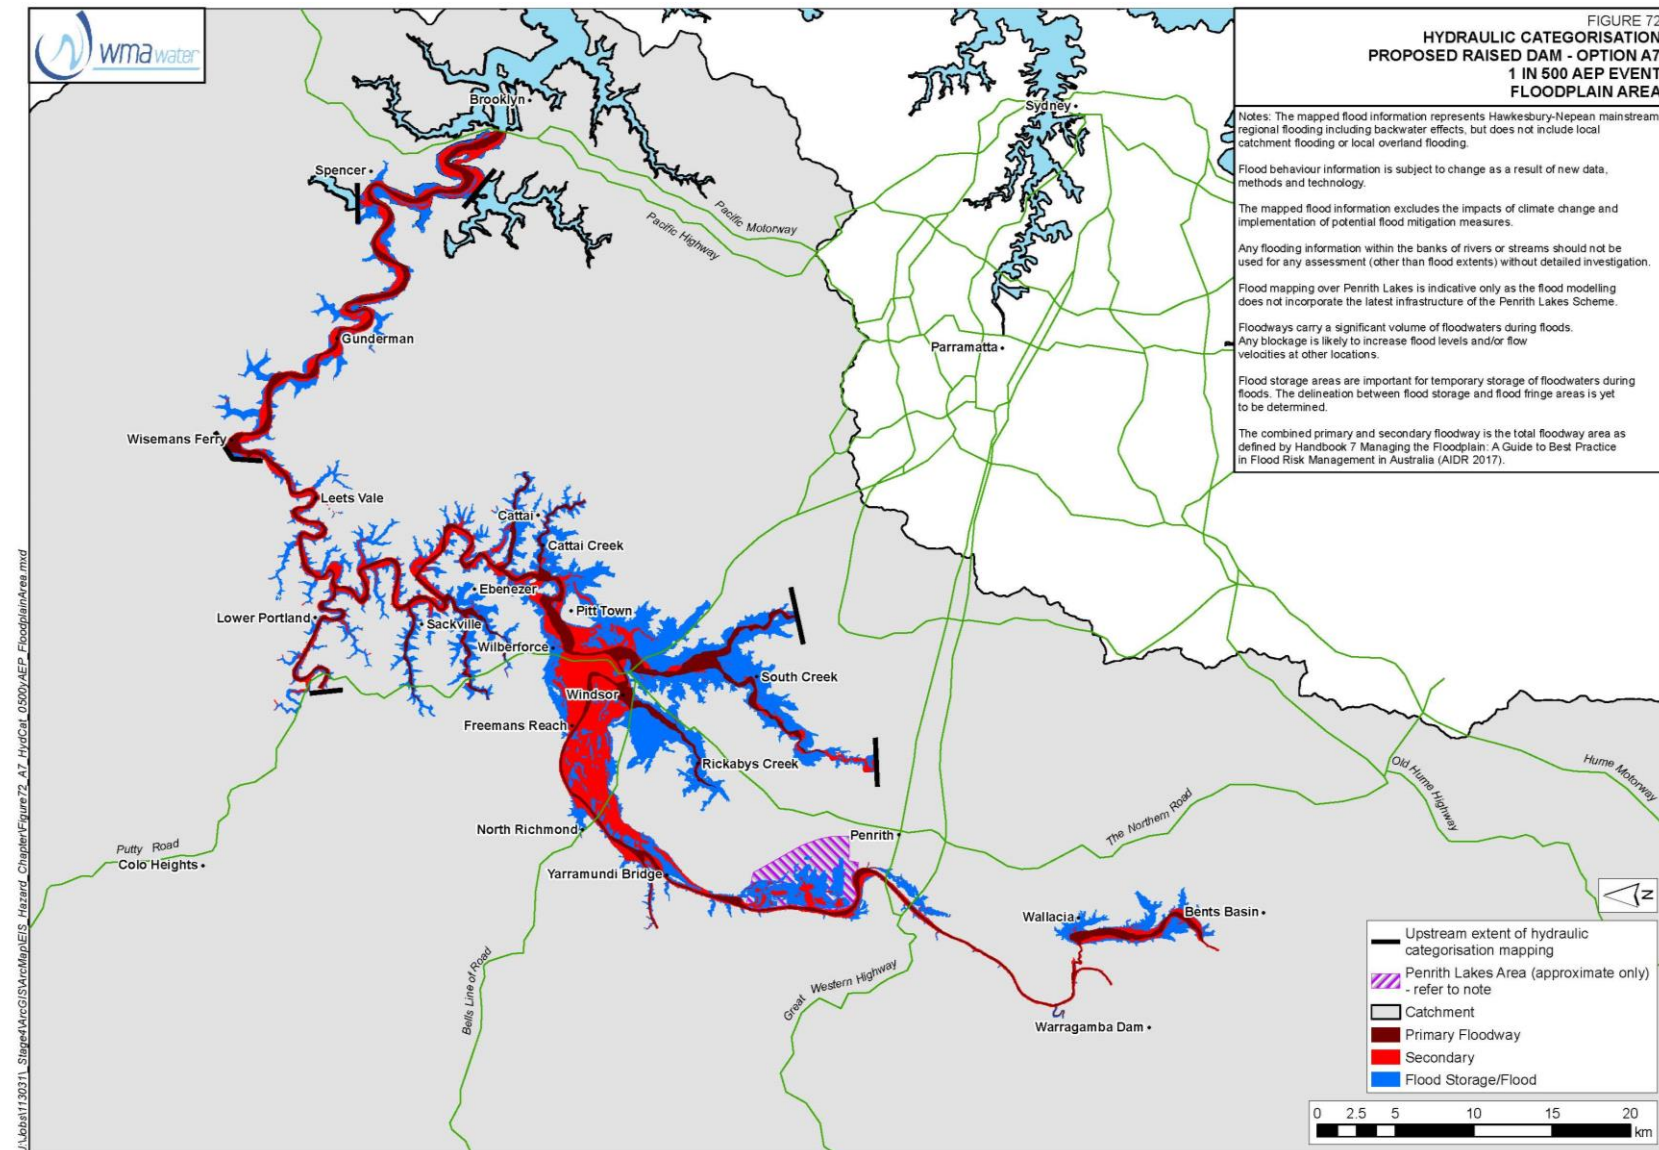 wmawater
FIGURE 72
HYDRAULIC CATEGORISATION
PROPOSED RAISED DAM - OPTION A7
1 IN 500 AEP EVENT
FLOODPLAIN AREA
Notes: The mapped flood information represents Hawkesbury-Nepean mainstream
regional flooding including backwater effects, but does not include local
catchment flooding or local overland flooding.
Flood behaviour information is subject to change as a result of new data,
methods and technology.
The mapped flood information excludes the impacts of climate change and
implementation of potential flood mitigation measures.
Any flooding information within the banks of rivers or streams should not be
used for any assessment (other than flood extents) without detailed investigation.
Flood mapping over Penrith Lakes is indicative only as the flood modelling
does not incorporate the latest infrastructure of the Penrith Lakes Scheme.
Floodways carry a significant volume of floodwaters during floods.
Any blockage is likely to increase flood levels and/or flow
velocities at other locations.
Flood storage areas are important for temporary storage of floodwaters during
floods. The delineation between flood storage and flood fringe areas is yet
to be determined.
The combined primary and secondary floodway is the total floodway area as
defined by Handbook 7 Managing the Floodplain: A Guide to Best Practice
in Flood Risk Management in Australia (AIDR 2017).
Brooklyn
Sydney
Spencer
Pacific Motorway
Pacific Highway
Gunderman
Parramatta
Wisemans Ferry
Leets Vale
Cattai
Cattai Creek
Ebenezer
Pitt Town
Lower Portland
Sackville
Wilberforce
South Creek
Windsor
Freemans Reach
Rickabys Creek
Old Hume Highway
Hume Motorway
North Richmond
Penrith
The Northern Road
Putty Road
Colo Heights
Yarramundi Bridge
Wallacia
Bents Basin
Bells Line of Road
Great Western Highway
Warragamba Dam
N
Upstream extent of hydraulic
categorisation mapping
Penrith Lakes Area (approximate only)
- refer to note
Catchment
Primary Floodway
Secondary
Flood Storage/Flood
0 2.5 5 10 15 20
km
J:\Jobs\113031\_Stage4\ArcGIS\ArcMap\EIS_Hazard_Chapter\Figure72_A7_HydCat_0500yAEP_FloodplainArea.mxd